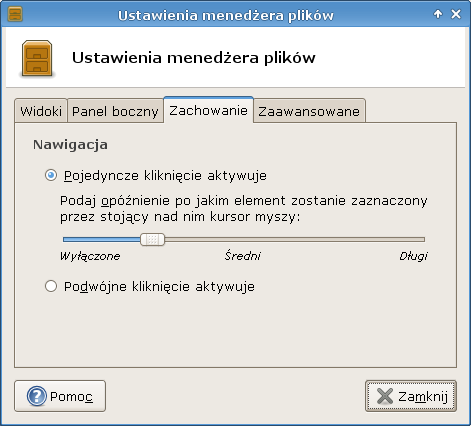 Ustawienia menedżera plików
Ustawienia menedżera plików
Widoki Panel boczny Zachowanie Zaawansowane
Nawigacja
Pojedyncze kliknięcie aktywuje
Podaj opóźnienie po jakim element zostanie zaznaczony
przez stojący nad nim kursor myszy:
Wyłączone Średni Długi
Podwójne kliknięcie aktywuje
Pomoc Zamknij